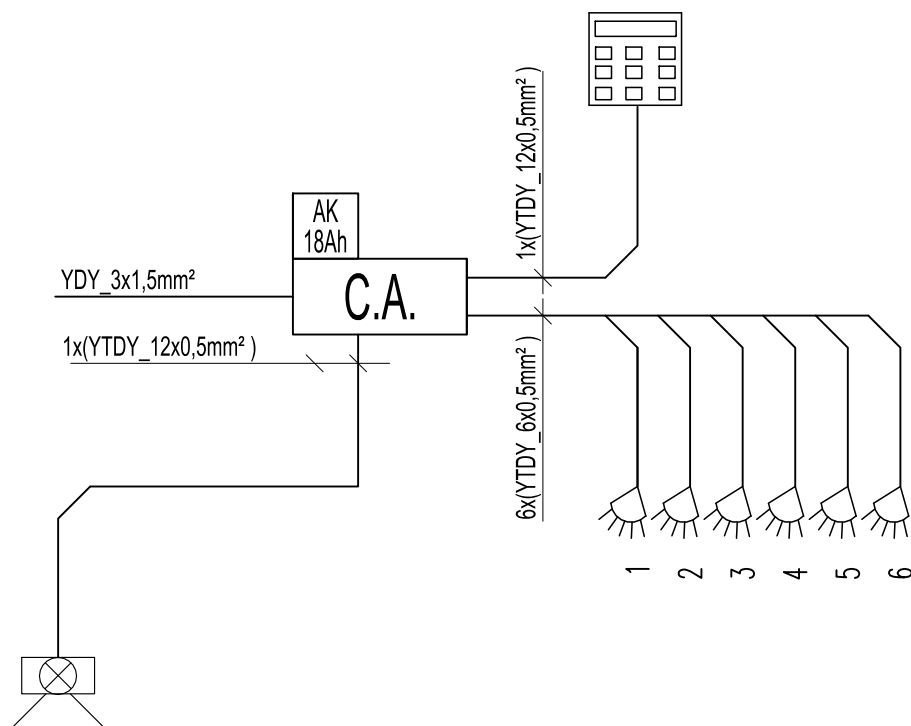 1x(YTDY_12x0,5mm² )
AK
18Ah
YDY_3x1,5mm²
C.A.
1x(YTDY_12x0,5mm² )
6x(YTDY_6x0,5mm² )
1
2
3
4
5
6